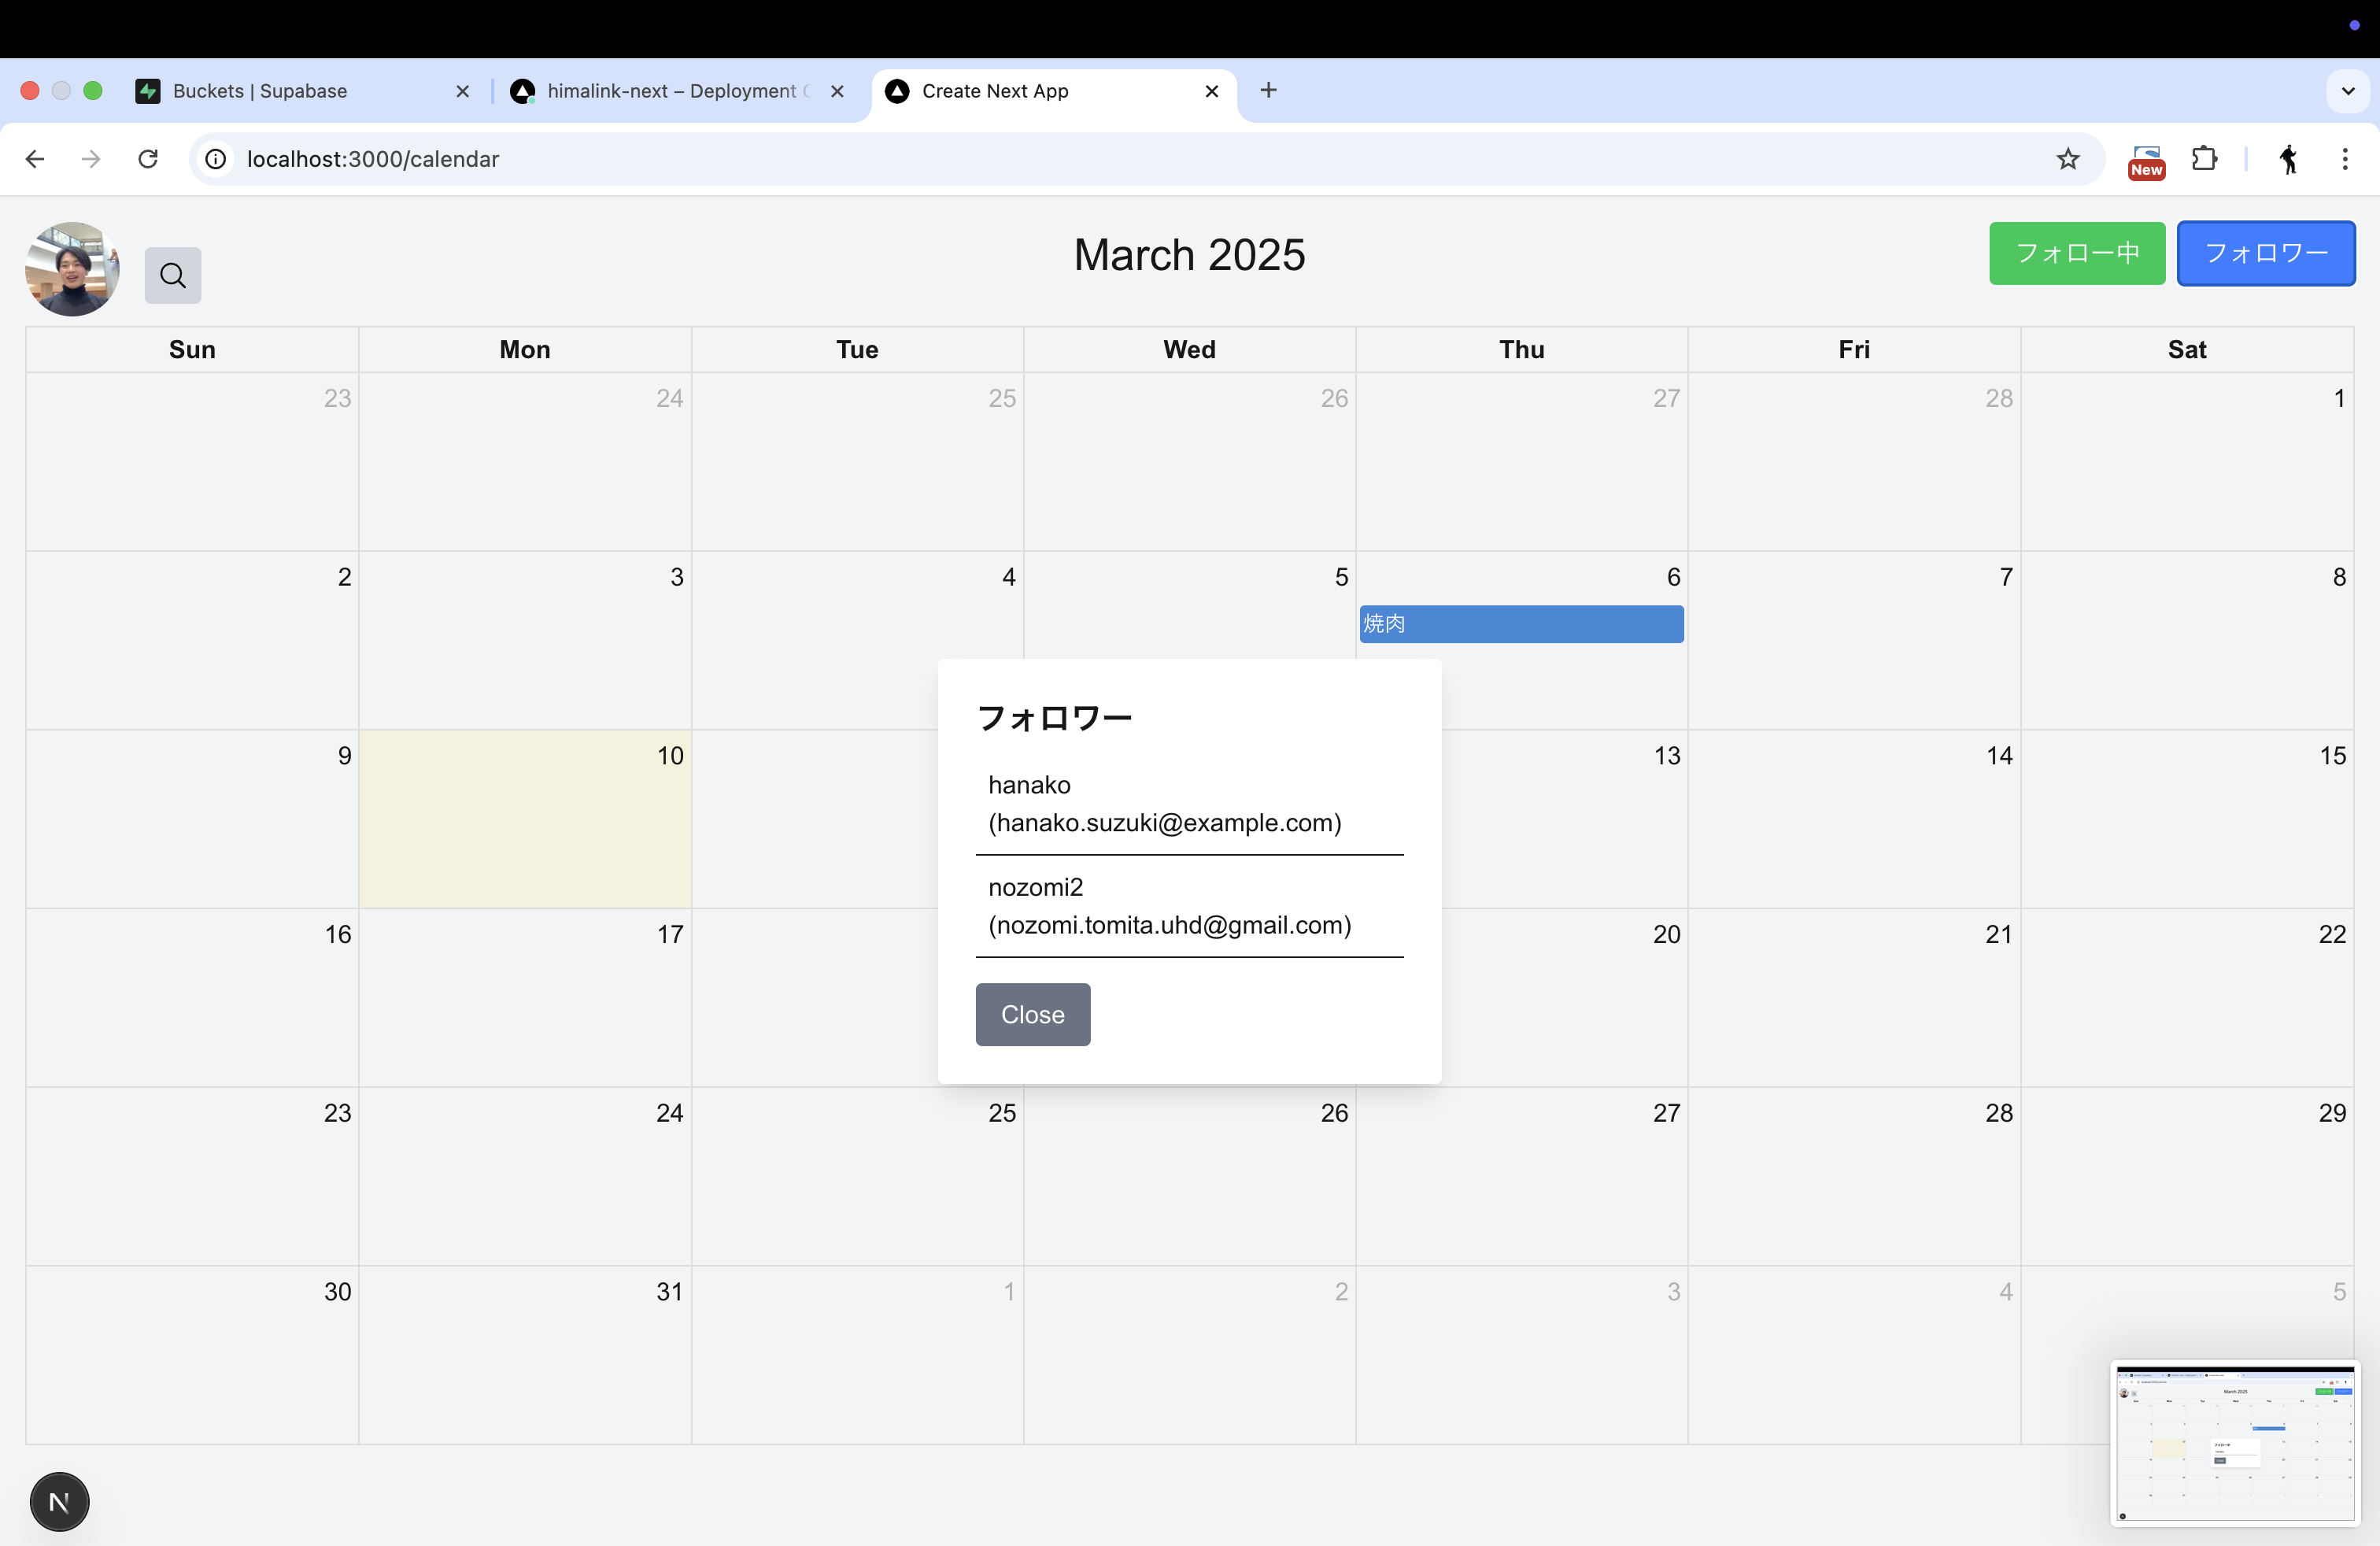 Buckets | Supabase
himalink-next – Deployment
Create Next App
localhost:3000/calendar
New
March 2025
フォロー中
フォロワー
Sun Mon Tue Wed Thu Fri Sat
23 24 25 26 27 28 1
2 3 4 5 6 7 8
焼肉
9 10 13 14 15
16 17 20 21 22
フォロワー
hanako
(hanako.suzuki@example.com)
nozomi2
(nozomi.tomita.uhd@gmail.com)
Close
23 24 25 26 27 28 29
30 31 1 2 3 4 5
N